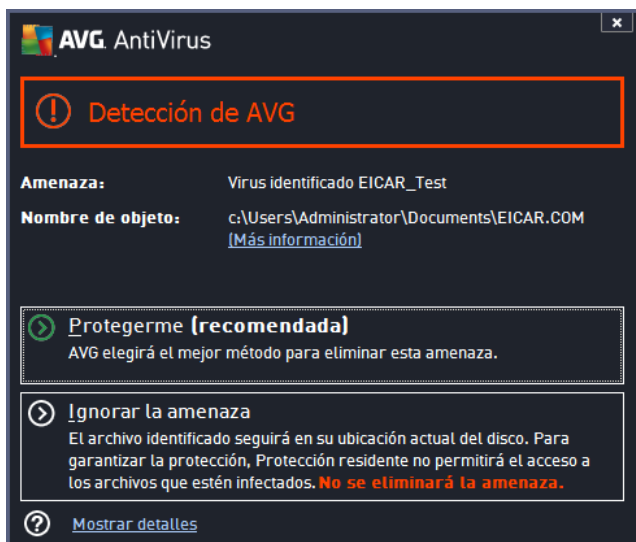 AVG. AntiVirus
Detección de AVG
Amenaza: Virus identificado EICAR_Test
Nombre de objeto: c:\Users\Administrator\Documents\EICAR.COM
(Más información)
Protegerme (recomendada)
AVG elegirá el mejor método para eliminar esta amenaza.
Ignorar la amenaza
El archivo identificado seguirá en su ubicación actual del disco. Para
garantizar la protección, Protección residente no permitirá el acceso a
los archivos que estén infectados. No se eliminará la amenaza.
Mostrar detalles